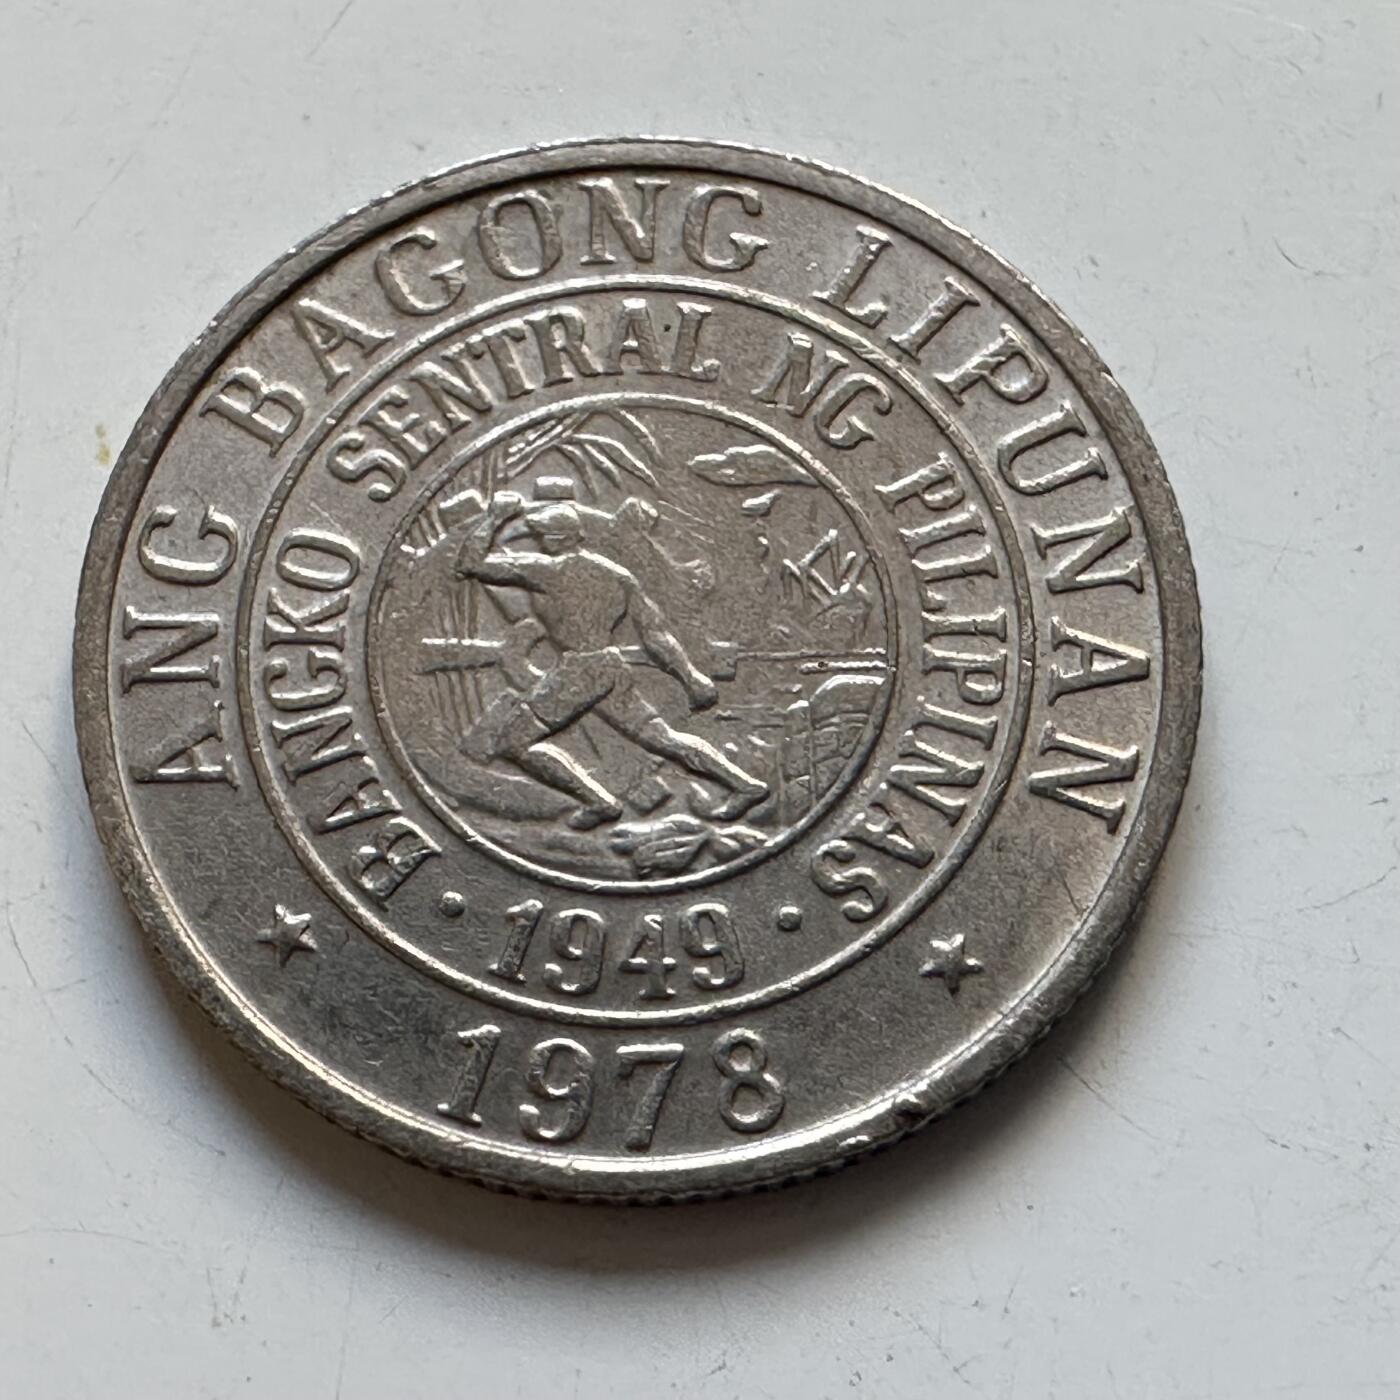 ANG BAGONG LIPUNAN
1978
BANGKO SENTRAL NG PILIPINAS
· 1949 ·